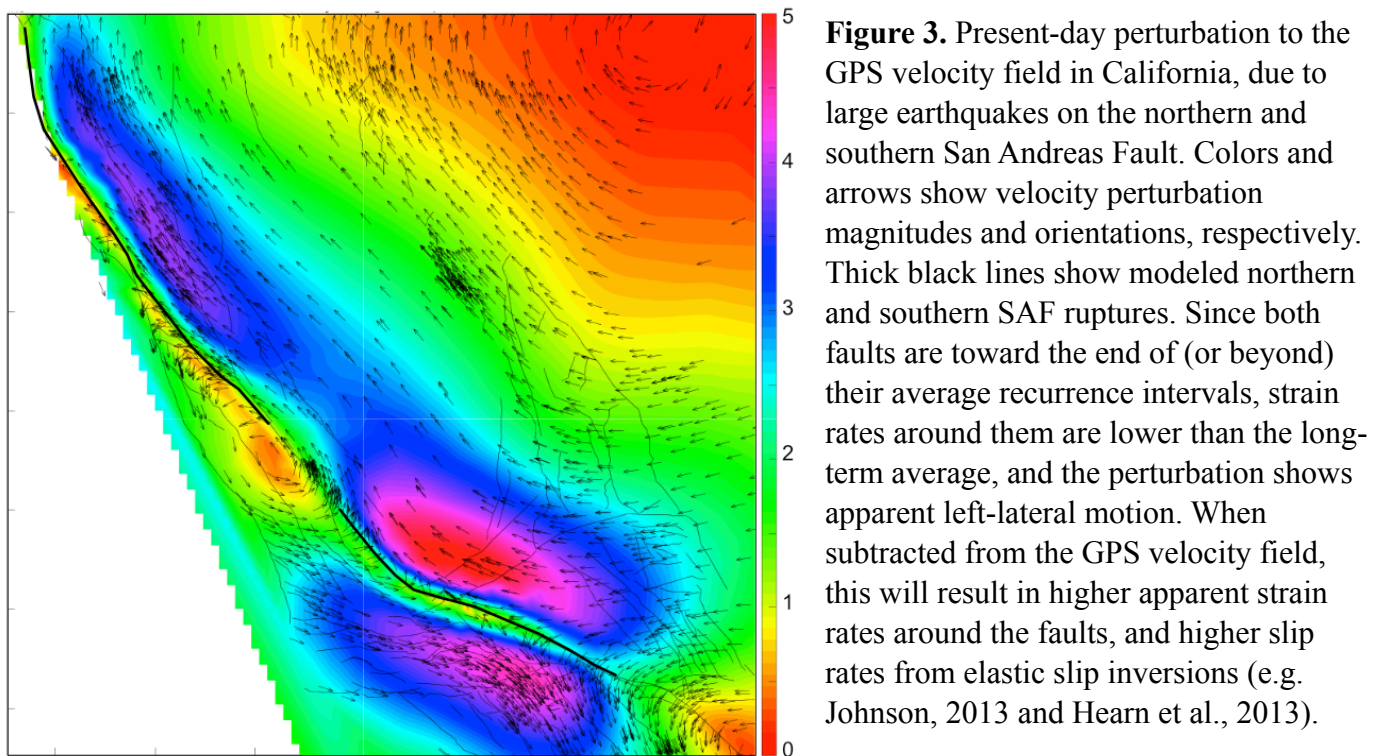 5
4
3
2
1
0
Figure 3. Present-day perturbation to the
GPS velocity field in California, due to
large earthquakes on the northern and
southern San Andreas Fault. Colors and
arrows show velocity perturbation
magnitudes and orientations, respectively.
Thick black lines show modeled northern
and southern SAF ruptures. Since both
faults are toward the end of (or beyond)
their average recurrence intervals, strain
rates around them are lower than the long-
term average, and the perturbation shows
apparent left-lateral motion. When
subtracted from the GPS velocity field,
this will result in higher apparent strain
rates around the faults, and higher slip
rates from elastic slip inversions (e.g.
Johnson, 2013 and Hearn et al., 2013).